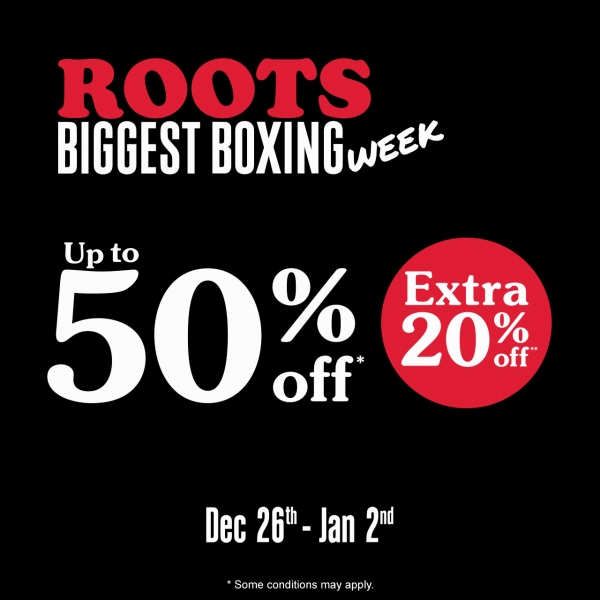 ROOTS
BIGGEST BOXING WEEK
Up to
50% off*
Extra
20% off**
Dec 26th - Jan 2nd
* Some conditions may apply.